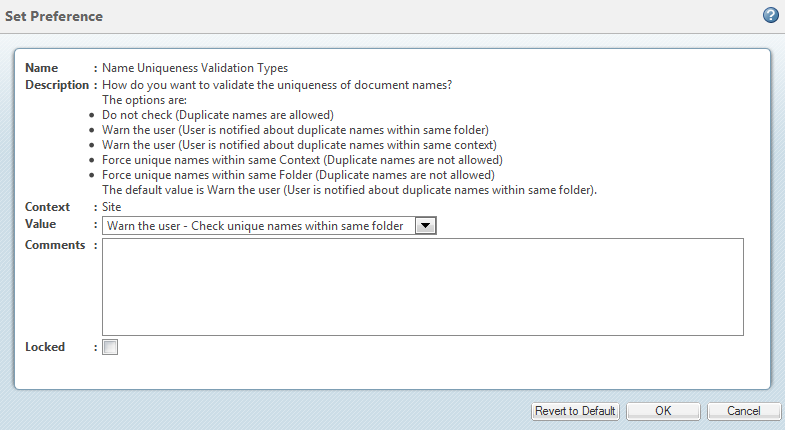 Set Preference
Name : Name Uniqueness Validation Types
Description : How do you want to validate the uniqueness of document names?
The options are:
• Do not check (Duplicate names are allowed)
• Warn the user (User is notified about duplicate names within same folder)
• Warn the user (User is notified about duplicate names within same context)
• Force unique names within same Context (Duplicate names are not allowed)
• Force unique names within same Folder (Duplicate names are not allowed)
The default value is Warn the user (User is notified about duplicate names within same folder).
Context : Site
Value : Warn the user - Check unique names within same folder
Comments :
Locked :
Revert to Default OK Cancel